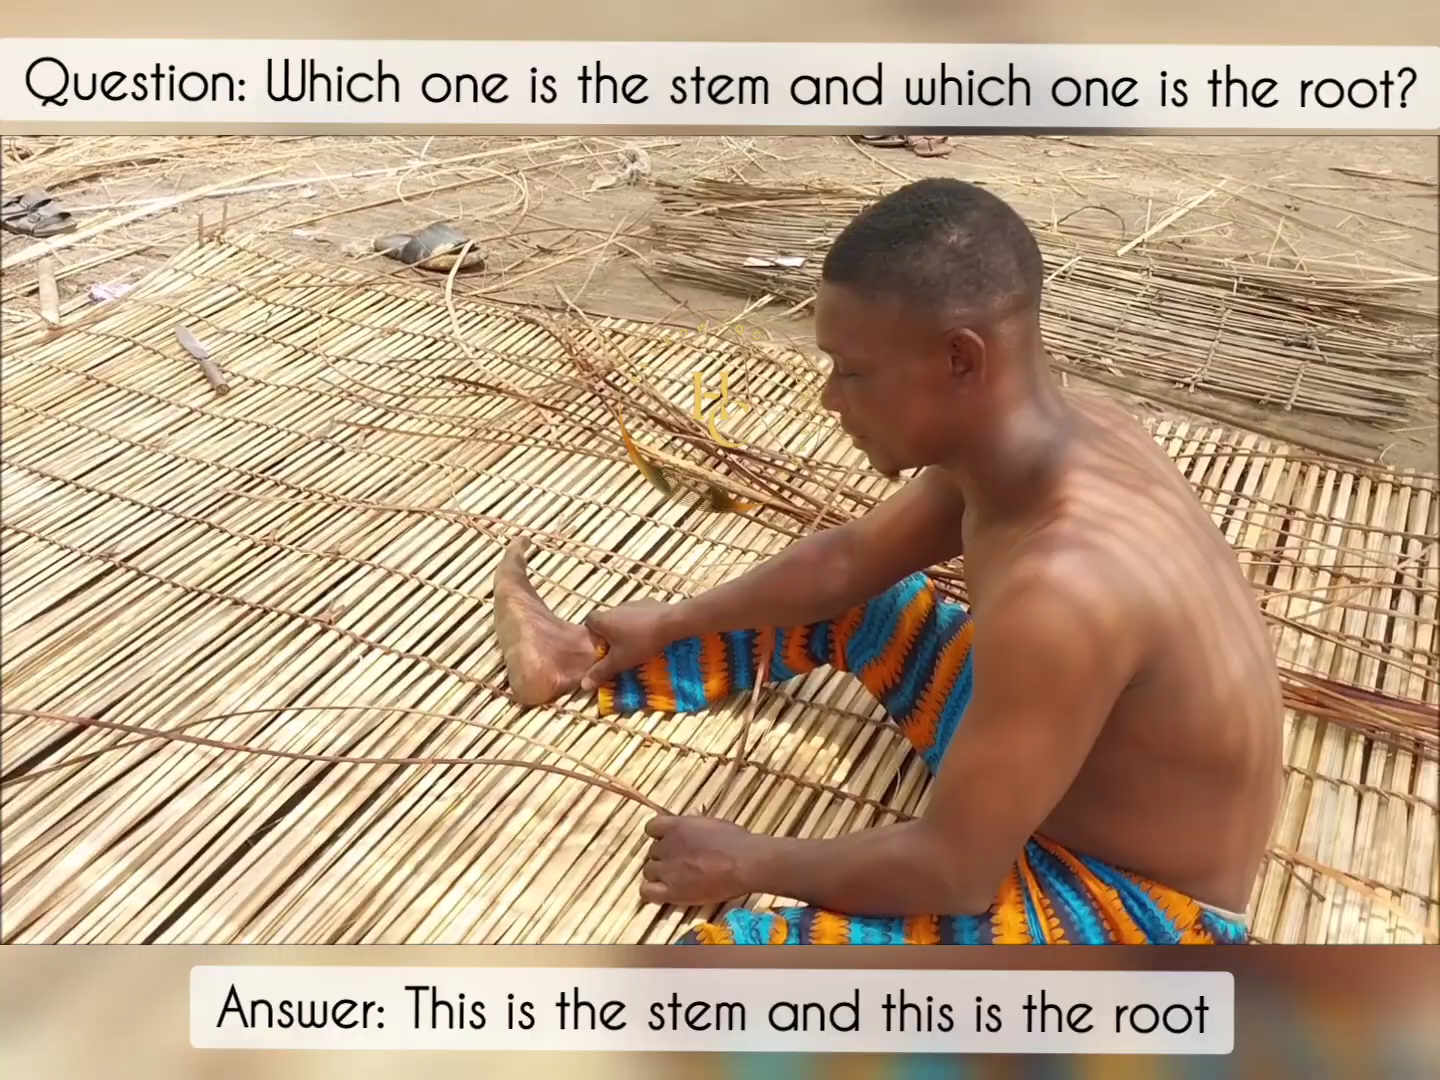 Question: Which one is the stem and which one is the root?
HC
Answer: This is the stem and this is the root